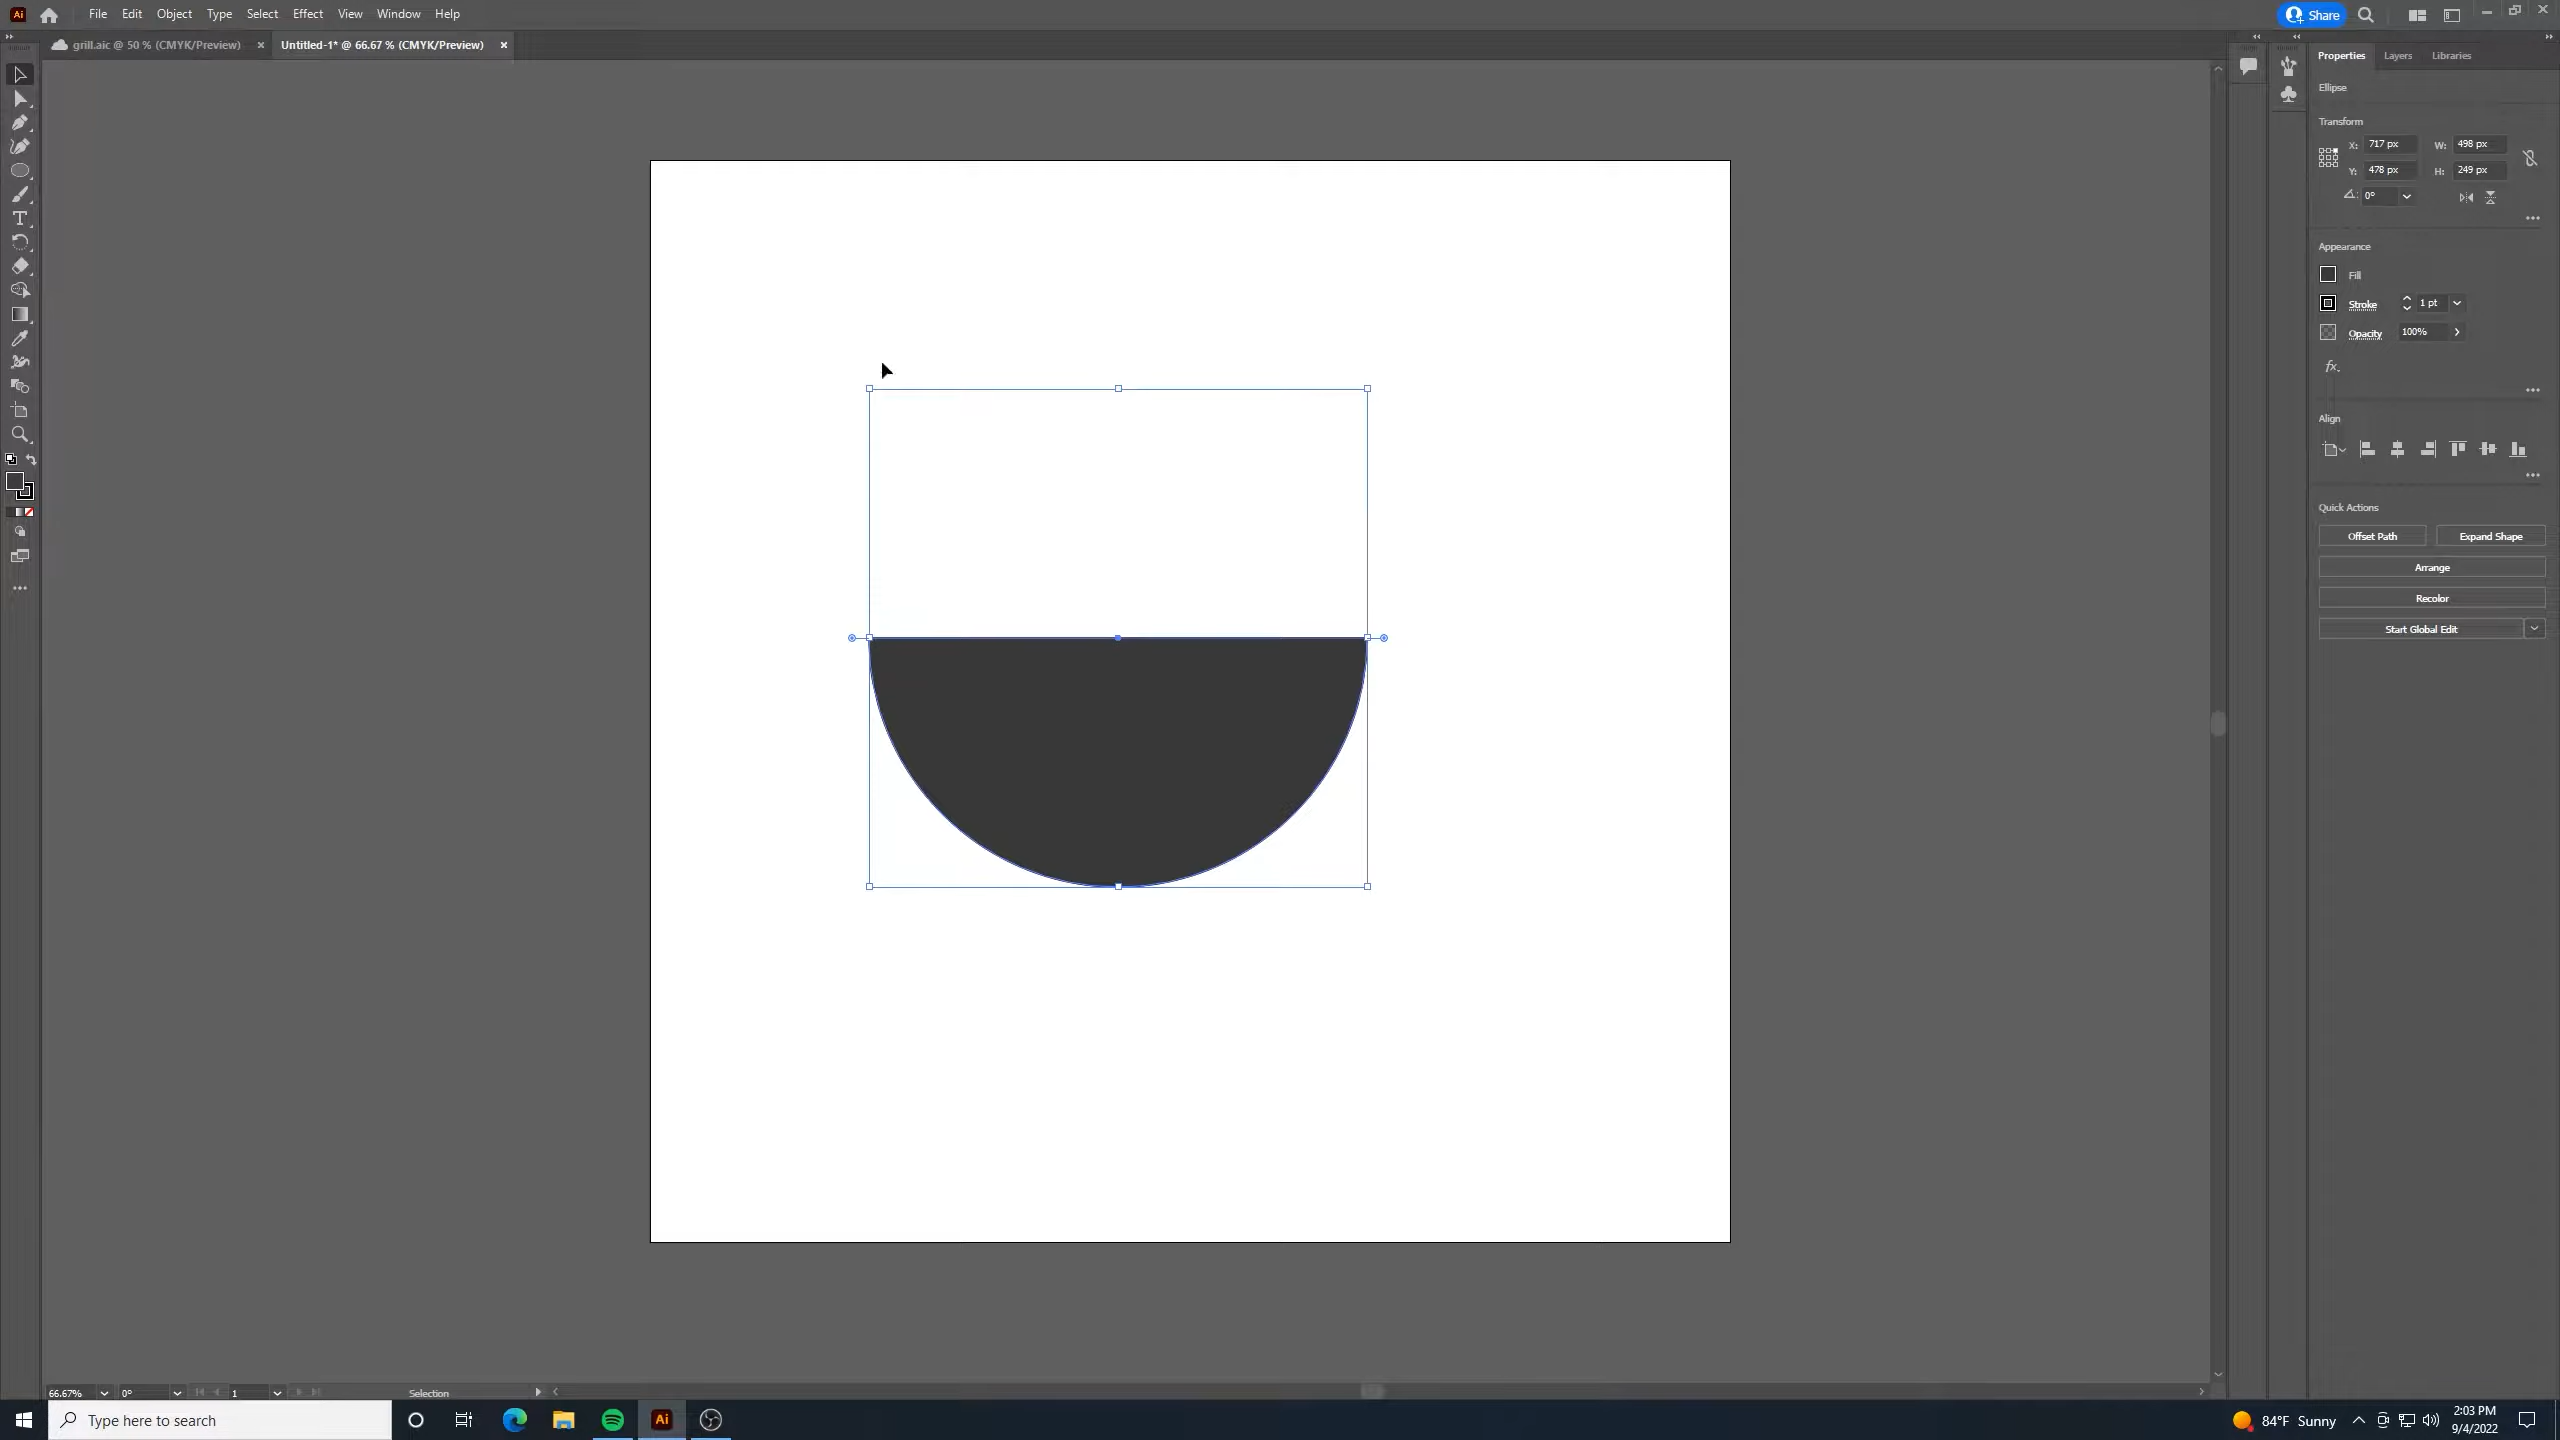 Ai File Edit Object Type Select Effect View Window Help Share
grill.aic @ 50 % (CMYK/Preview) × Untitled-1* @ 66.67 % (CMYK/Preview) ×
Properties Layers Libraries
Ellipse
Transform
X: 717 px W: 498 px
Y: 478 px H: 249 px
0°
Appearance
Fill
Stroke 1 pt
Opacity 100%
fx.
Align
Quick Actions
Offset Path Expand Shape
Arrange
Recolor
Start Global Edit
66.67% 0° 1 Selection
Type here to search Ai 84°F Sunny 2:03 PM
9/4/2022